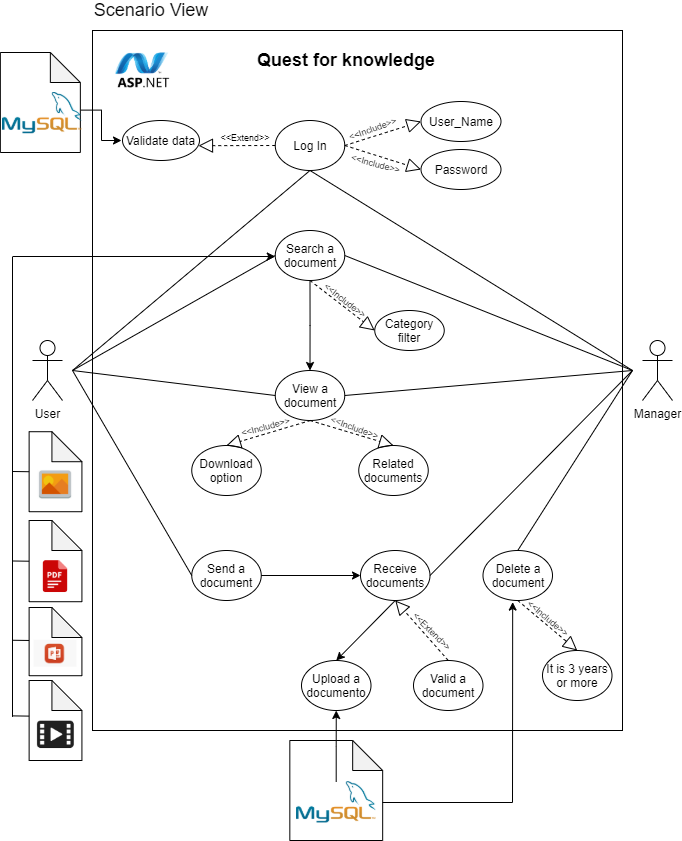 Scenario View
Quest for knowledge
ASP.NET
MySQL
Validate data
<<Extend>>
Log In
<<Include>>
User_Name
<<Include>>
Password
Search a
document
<<Include>>
Category
filter
User
Manager
View a
document
<<Include>>
<<Include>>
Download
option
Related
documents
PDF
Send a
document
Receive
documents
Delete a
document
<<Extend>>
<<Include>>
Upload a
documento
Valid a
document
It is 3 years
or more
MySQL